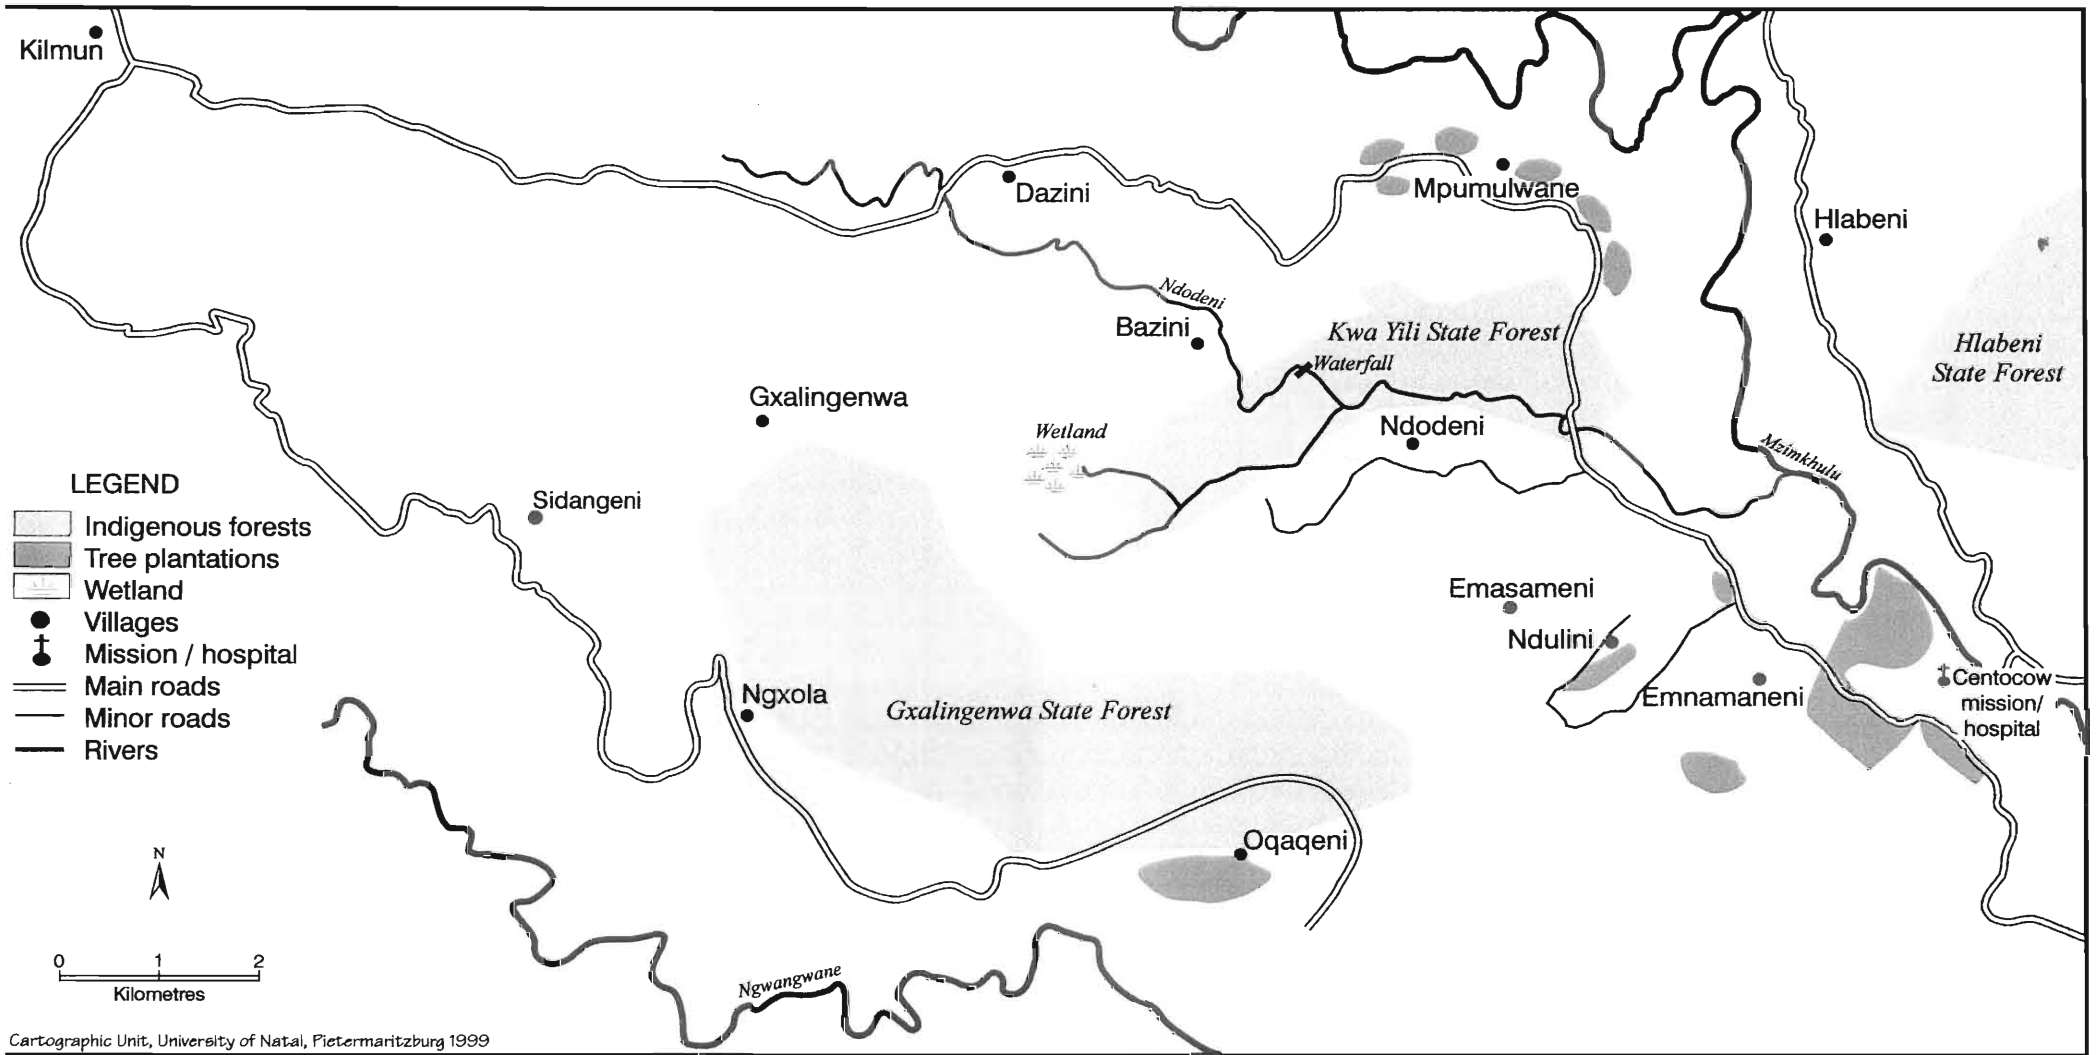 Kilmun
Dazini
Mpumulwane
Hlabeni
Ndodeni
Bazini
Kwa Yili State Forest
Waterfall
Hlabeni
State Forest
Gxalingenwa
Wetland
Ndodeni
Mzimkhulu
LEGEND
Indigenous forests
Tree plantations
Wetland
Villages
Mission / hospital
Main roads
Minor roads
Rivers
Sidangeni
Emasameni
Ndulini
Emnamaneni
Centocow
mission/
hospital
Ngxola
Gxalingenwa State Forest
Oqaqeni
N
0 1 2
Kilometres
Ngwangwane
Cartographic Unit, University of Natal, Pietermaritzburg 1999